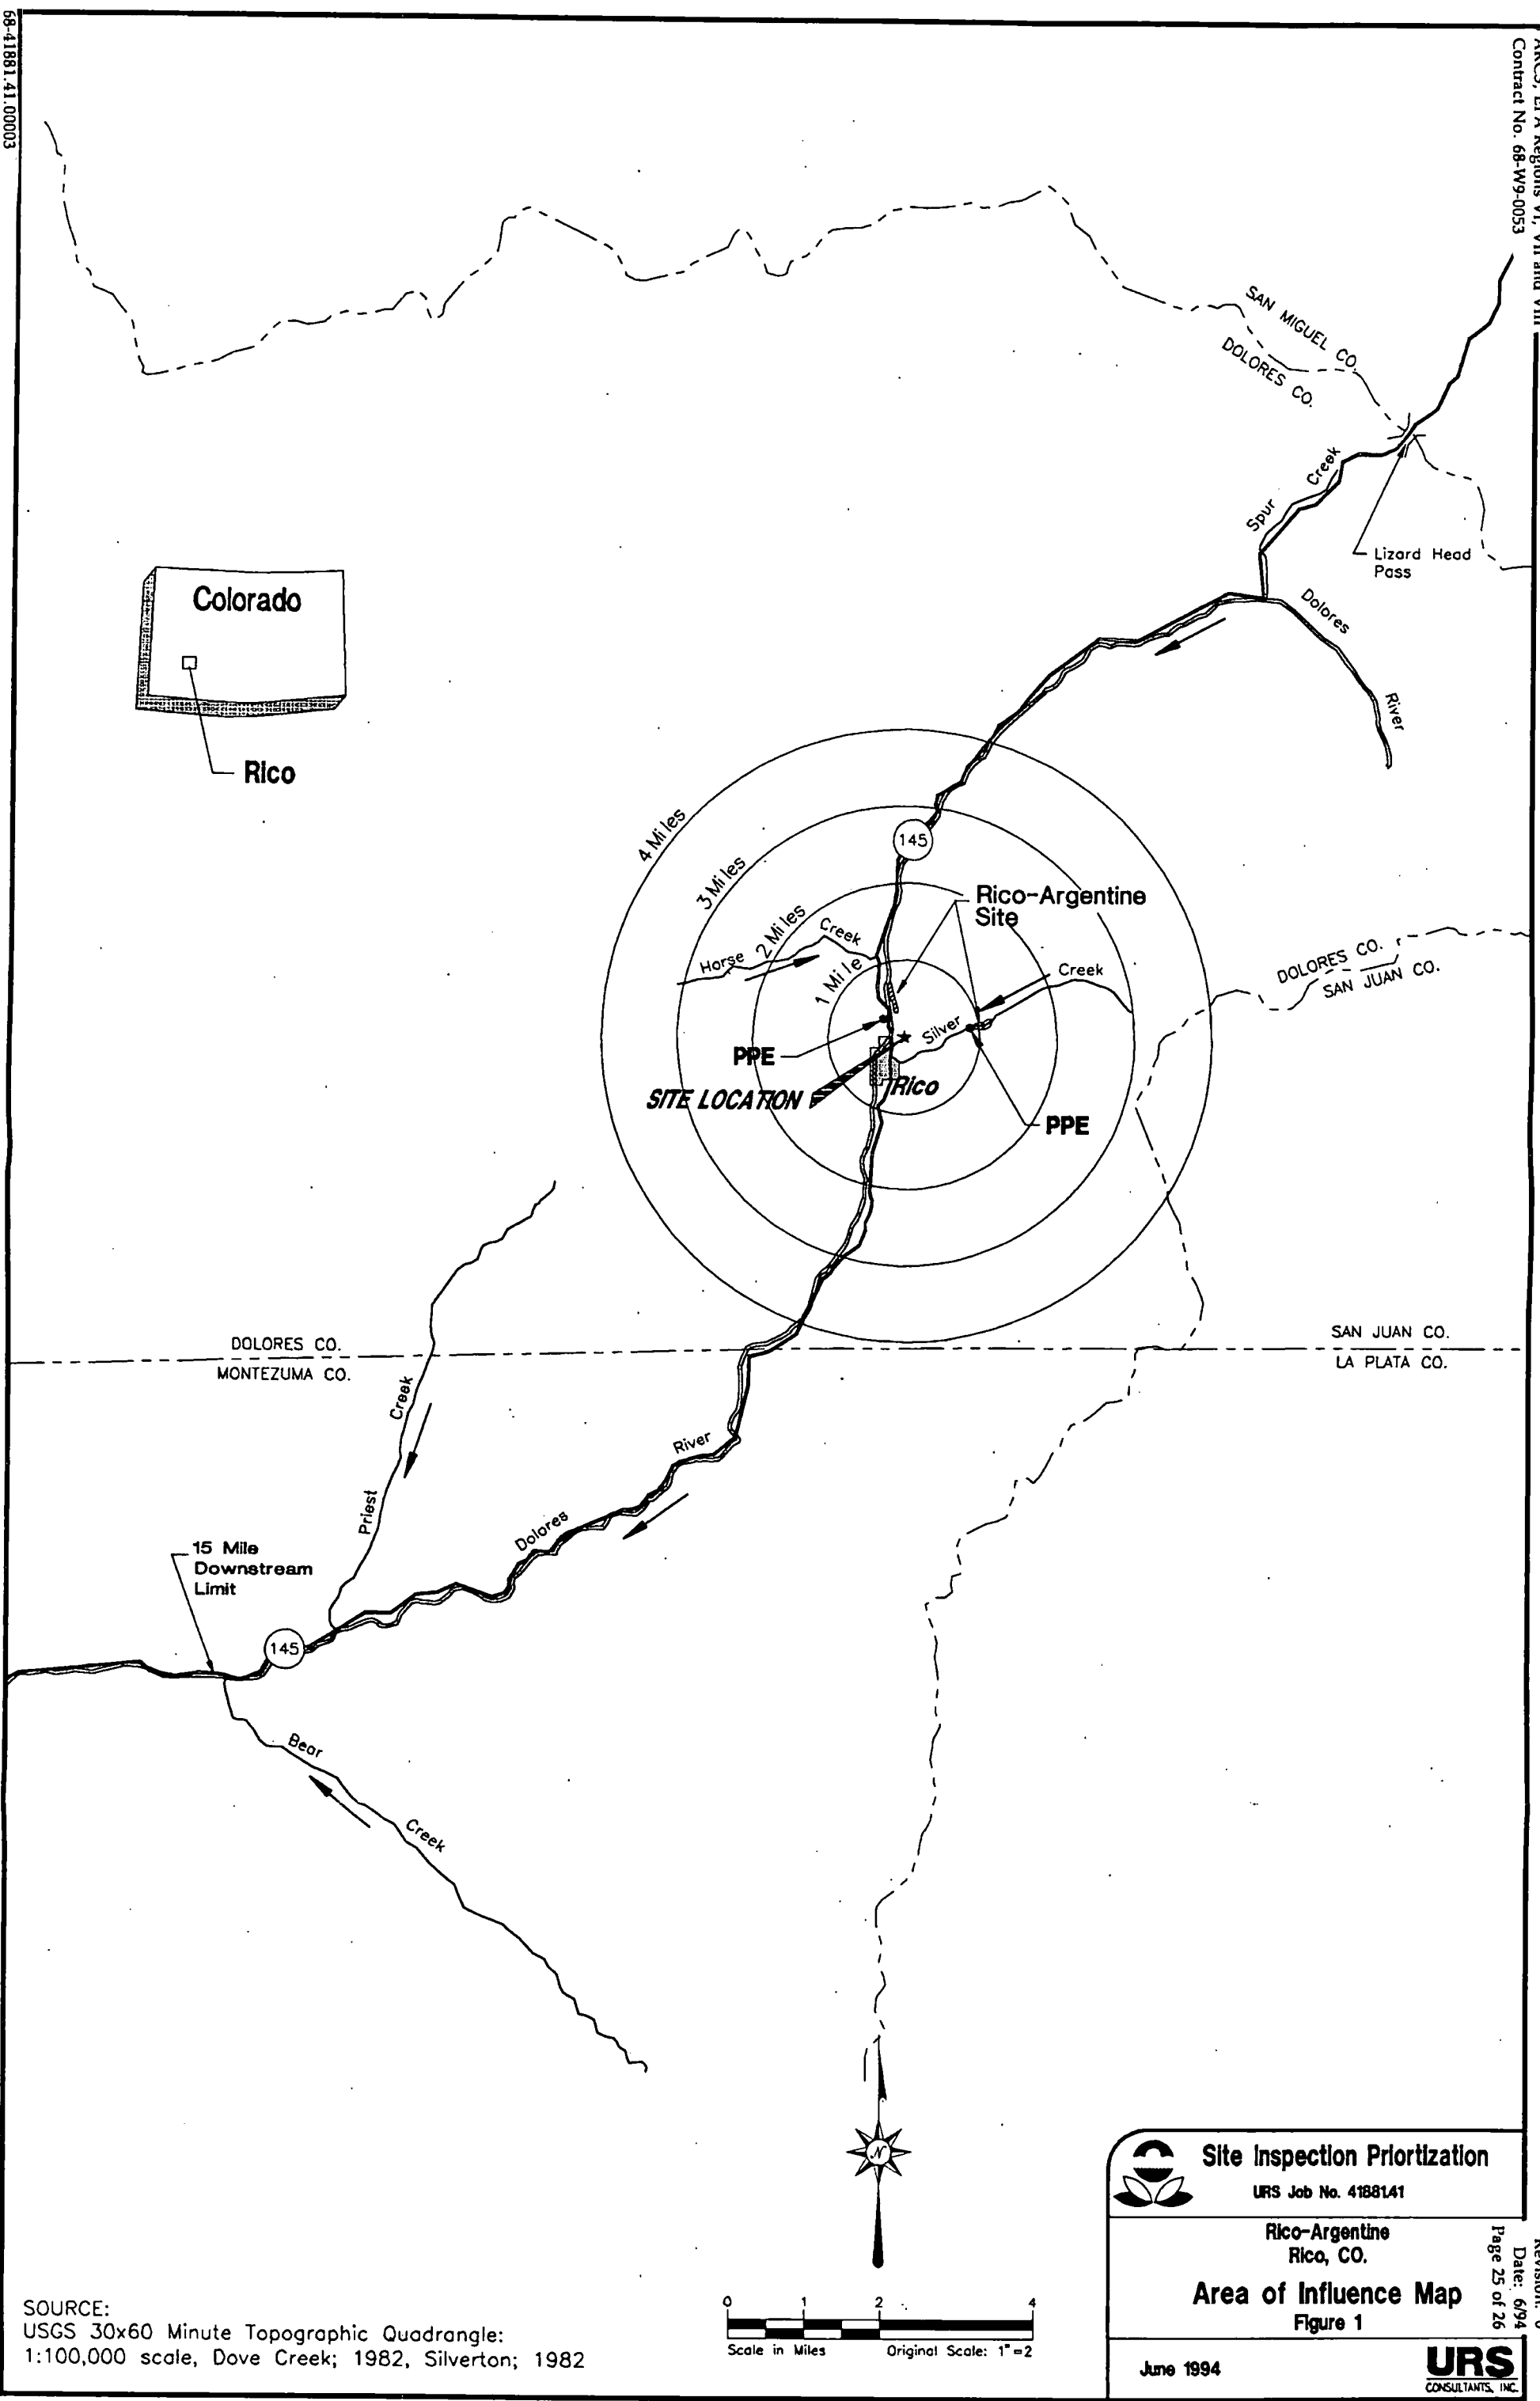 68-41881.41.00003
Contract No. 68-W9-0053
SAN MIGUEL CO.
DOLORES CO.
Spur Creek
Lizard Head
Pass
Dolores
River
Colorado
Rico
4 Miles
3 Miles
2 Miles
1 Mile
145
Rico-Argentine
Site
Horse Creek
Creek
Silver
PPE
SITE LOCATION
Rico
PPE
DOLORES CO.
SAN JUAN CO.
DOLORES CO.
MONTEZUMA CO.
SAN JUAN CO.
LA PLATA CO.
Priest Creek
River
Dolores
15 Mile
Downstream
Limit
145
Bear
Creek
N
Site Inspection Priortization
URS Job No. 41881.41
Rico-Argentine
Rico, CO.
Area of Influence Map
Figure 1
Date: 6/94
Page 25 of 26
June 1994
URS
CONSULTANTS, INC.
0 1 2 4
Scale in Miles Original Scale: 1"=2
SOURCE:
USGS 30x60 Minute Topographic Quadrangle:
1:100,000 scale, Dove Creek; 1982, Silverton; 1982